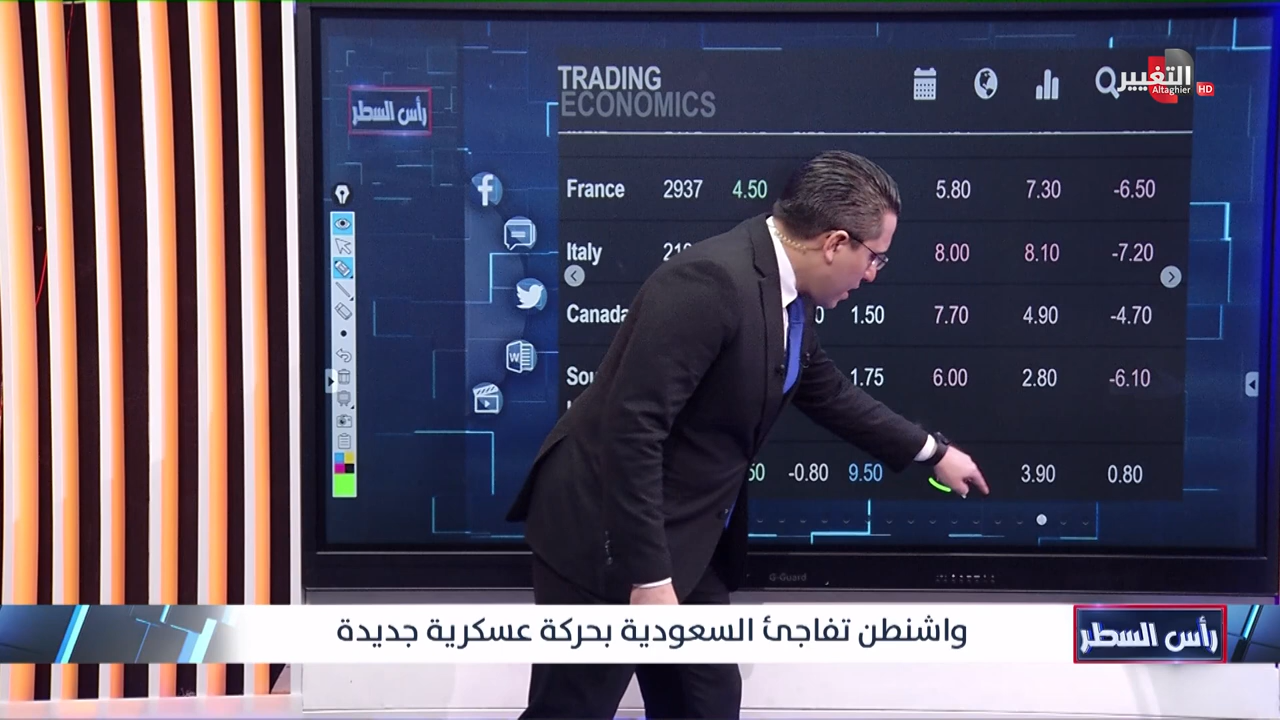 TRADING
ECONOMICS
التغيير
Altaghier HD
رأس السطر
France 2937 4.50 5.80 7.30 -6.50
Italy 8.00 8.10 -7.20
Canada 1.50 7.70 4.90 -4.70
1.75 6.00 2.80 -6.10
-0.80 9.50 3.90 0.80
G-Guard
واشنطن تفاجئ السعودية بحركة عسكرية جديدة
رأس السطر